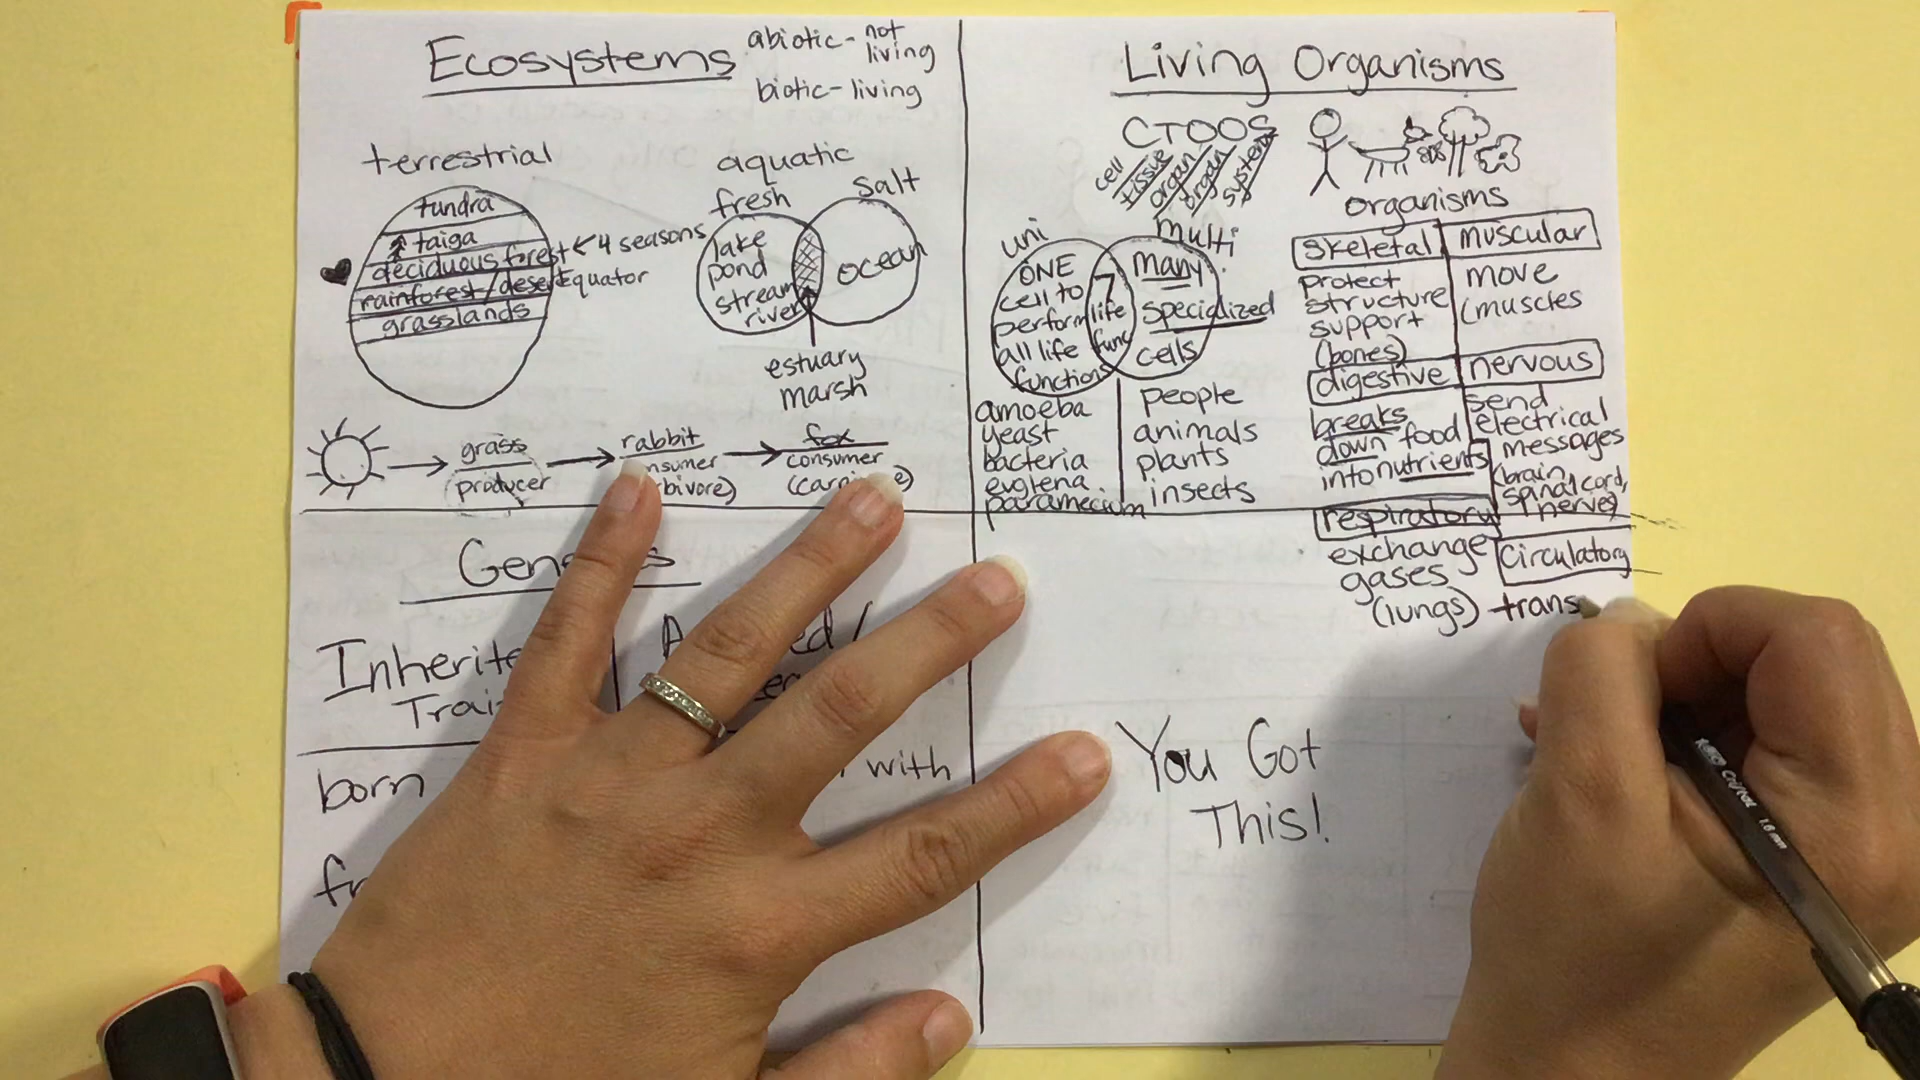 Ecosystems
abiotic- not living
biotic- living
terrestrial
tundra
taiga
deciduous forest ← 4 seasons
rainforest/desert Equator
grasslands
aquatic
fresh
salt
lake
pond
stream
river
ocean
estuary
marsh
grass
producer
rabbit
fox
consumer
Living Organisms
CTOOS
cell
tissue
organ
organ
system
organisms
uni
multi
ONE
cell to
perform
all life
functions
7
life
func
many
specialized
cells
amoeba
yeast
bacteria
euglena
paramecium
people
animals
plants
insects
skeletal
protect
structure
support
(bones)
muscular
move
(muscles
digestive
breaks
down food
into nutrients
nervous
send
electrical
messages
(brain,
spinal cord,
nerves)
respiratory
exchange
gases
(lungs)
circulatory
trans
Inherite
Trai
born
with
You Got
This!